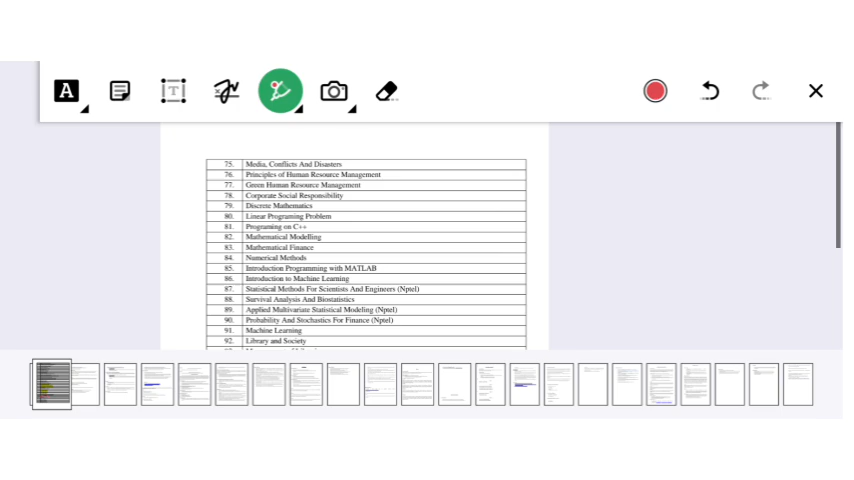 A
T
75. Media, Conflicts And Disasters
76. Principles of Human Resource Management
77. Green Human Resource Management
78. Corporate Social Responsibility
79. Discrete Mathematics
80. Linear Programing Problem
81. Programing on C++
82. Mathematical Modelling
83. Mathematical Finance
84. Numerical Methods
85. Introduction Programming with MATLAB
86. Introduction to Machine Learning
87. Statistical Methods For Scientists And Engineers (Nptel)
88. Survival Analysis And Biostatistics
89. Applied Multivariate Statistical Modeling (Nptel)
90. Probability And Stochastics For Finance (Nptel)
91. Machine Learning
92. Library and Society